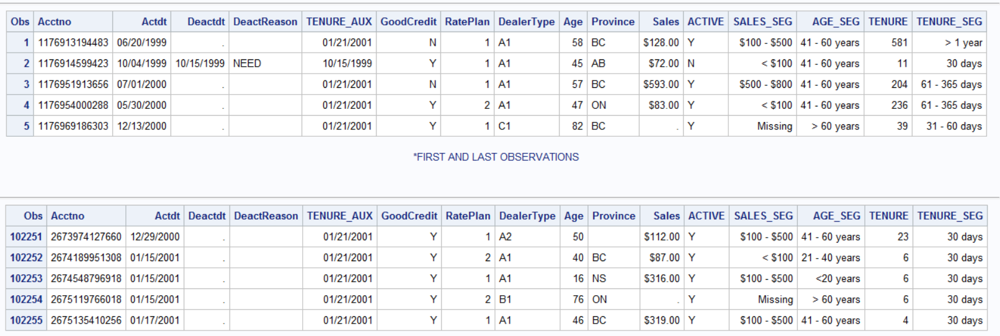 Obs Acctno Actdt Deactdt DeactReason TENURE_AUX GoodCredit RatePlan DealerType Age Province Sales ACTIVE SALES_SEG AGE_SEG TENURE TENURE_SEG
1 1176913194483 06/20/1999 . 01/21/2001 N 1 A1 58 BC $128.00 Y $100 - $500 41 - 60 years 581 > 1 year
2 1176914599423 10/04/1999 10/15/1999 NEED 10/15/1999 Y 1 A1 45 AB $72.00 N < $100 41 - 60 years 11 30 days
3 1176951913656 07/01/2000 . 01/21/2001 N 1 A1 57 BC $593.00 Y $500 - $800 41 - 60 years 204 61 - 365 days
4 1176954000288 05/30/2000 . 01/21/2001 Y 2 A1 47 ON $83.00 Y < $100 41 - 60 years 236 61 - 365 days
5 1176969186303 12/13/2000 . 01/21/2001 Y 1 C1 82 BC . Y Missing > 60 years 39 31 - 60 days
*FIRST AND LAST OBSERVATIONS
Obs Acctno Actdt Deactdt DeactReason TENURE_AUX GoodCredit RatePlan DealerType Age Province Sales ACTIVE SALES_SEG AGE_SEG TENURE TENURE_SEG
102251 2673974127660 12/29/2000 . 01/21/2001 Y 1 A2 50 $112.00 Y $100 - $500 41 - 60 years 23 30 days
102252 2674189951308 01/15/2001 . 01/21/2001 Y 2 A1 40 BC $87.00 Y < $100 21 - 40 years 6 30 days
102253 2674548796918 01/15/2001 . 01/21/2001 Y 1 A1 16 NS $316.00 Y $100 - $500 <20 years 6 30 days
102254 2675119766018 01/15/2001 . 01/21/2001 Y 2 B1 76 ON . Y Missing > 60 years 6 30 days
102255 2675135410256 01/17/2001 . 01/21/2001 Y 1 A1 46 BC $319.00 Y $100 - $500 41 - 60 years 4 30 days